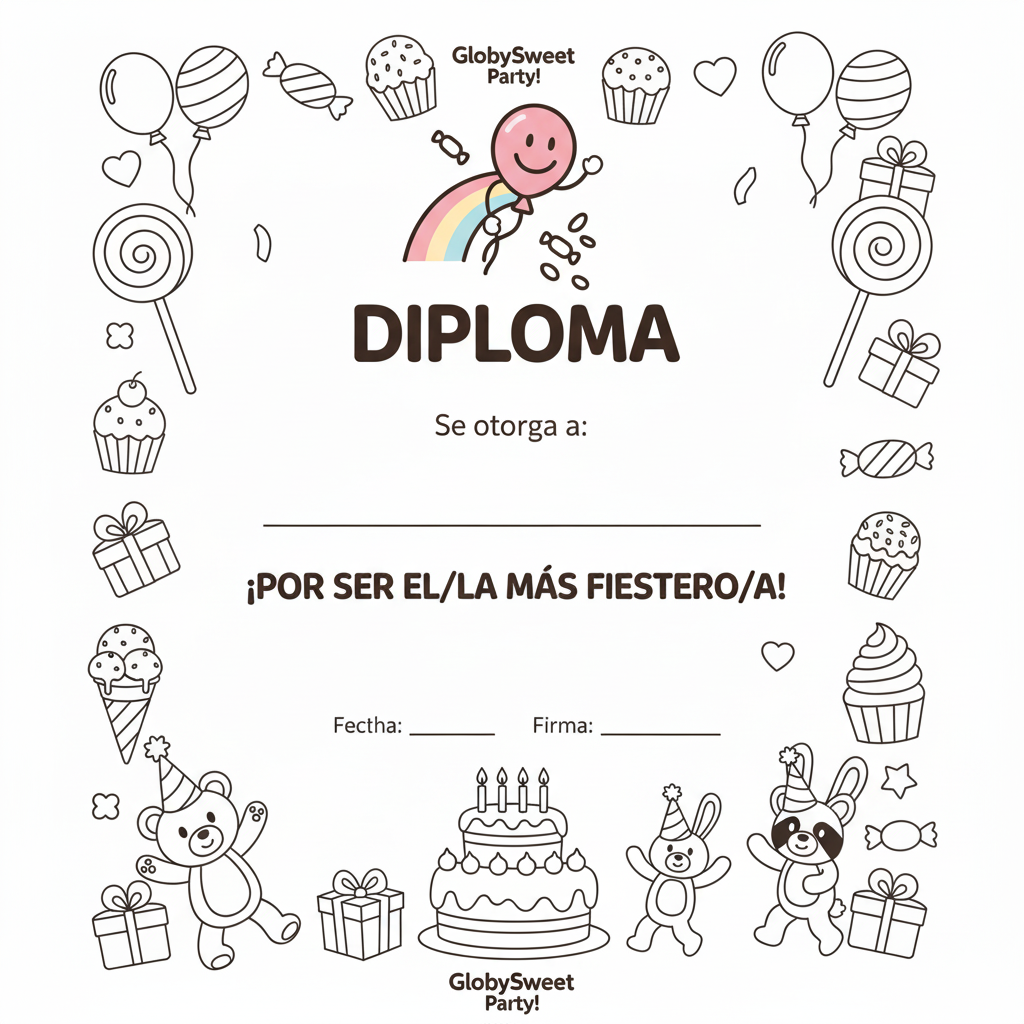 GlobySweet
Party!
DIPLOMA
Se otorga a:
¡POR SER EL/LA MÁS FIESTERO/A!
Fectha: Firma:
GlobySweet
Party!